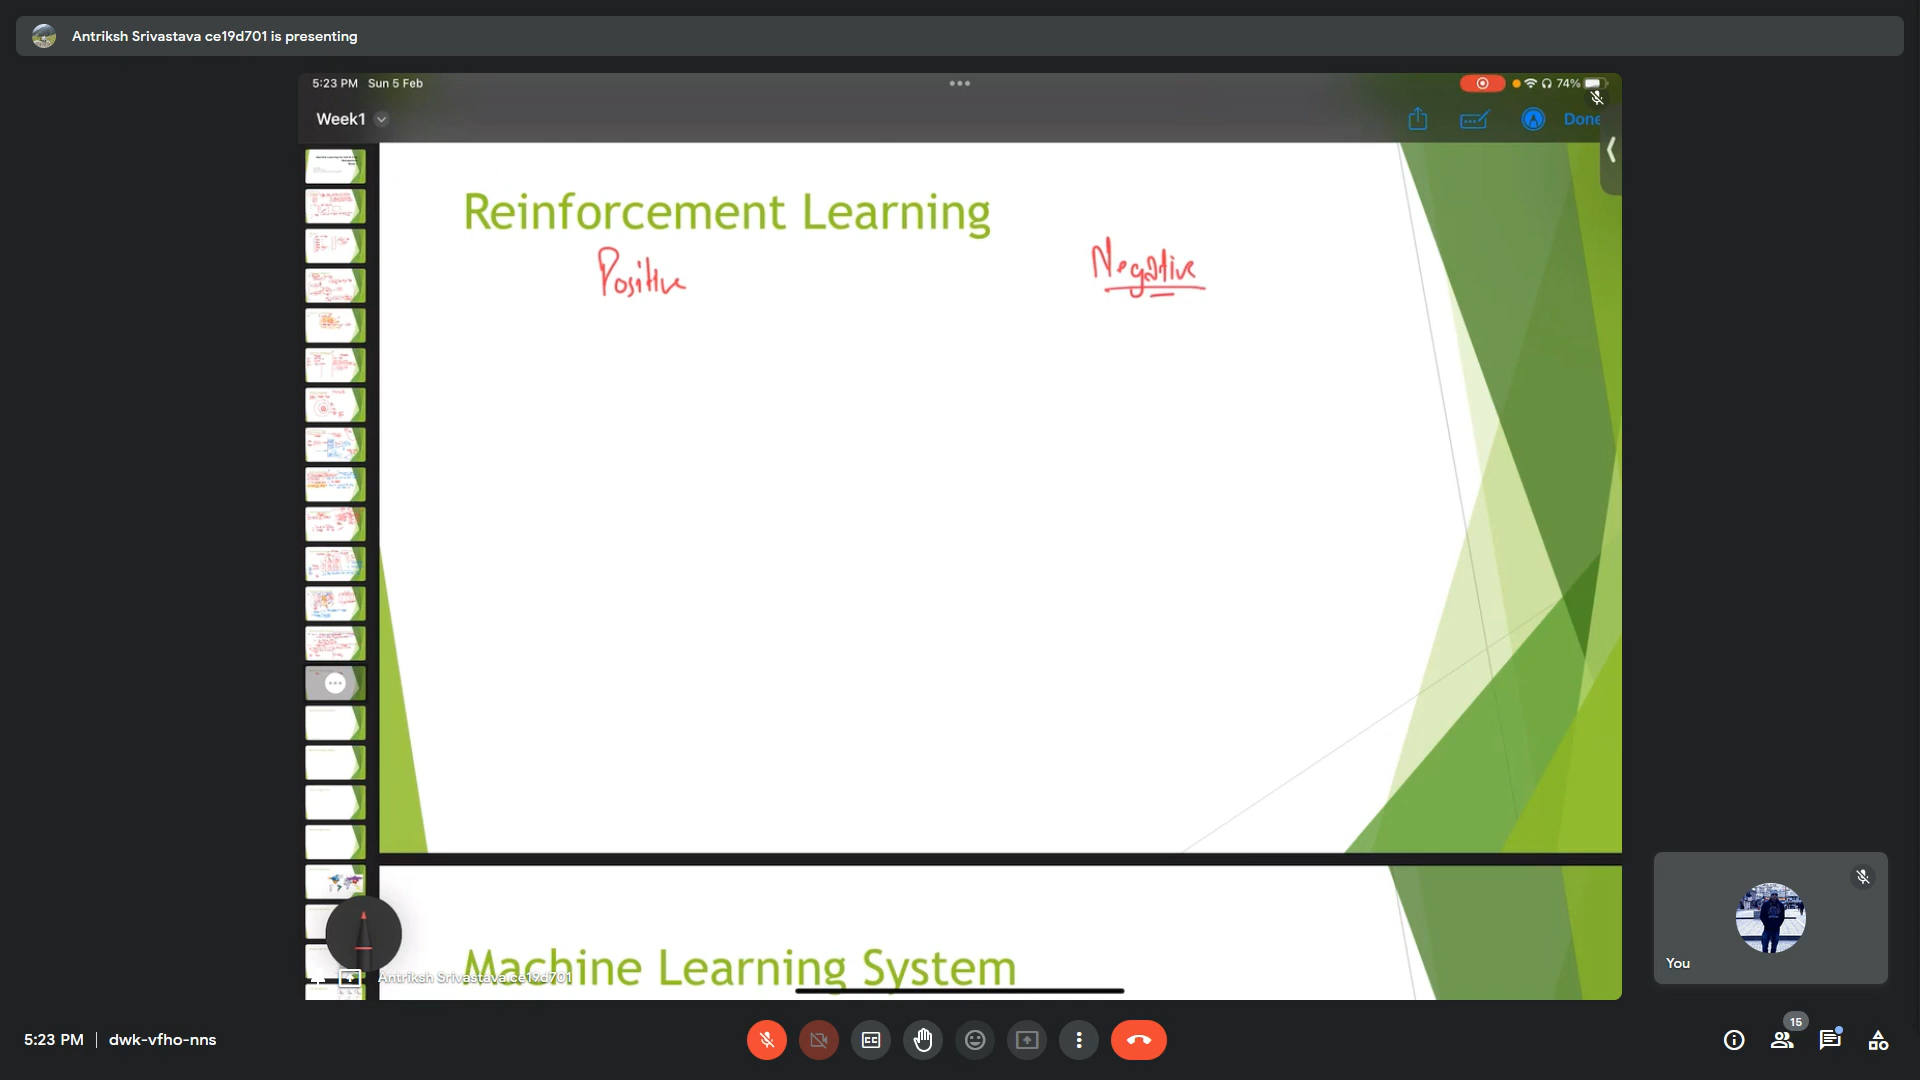 Antriksh Srivastava ce19d701 is presenting
5:23 PM Sun 5 Feb
74%
Week1
Done
Reinforcement Learning
Positive
Negative
Machine Learning System
Antriksh Srivastava ce19d701
You
5:23 PM | dwk-vfho-nns
CC
15